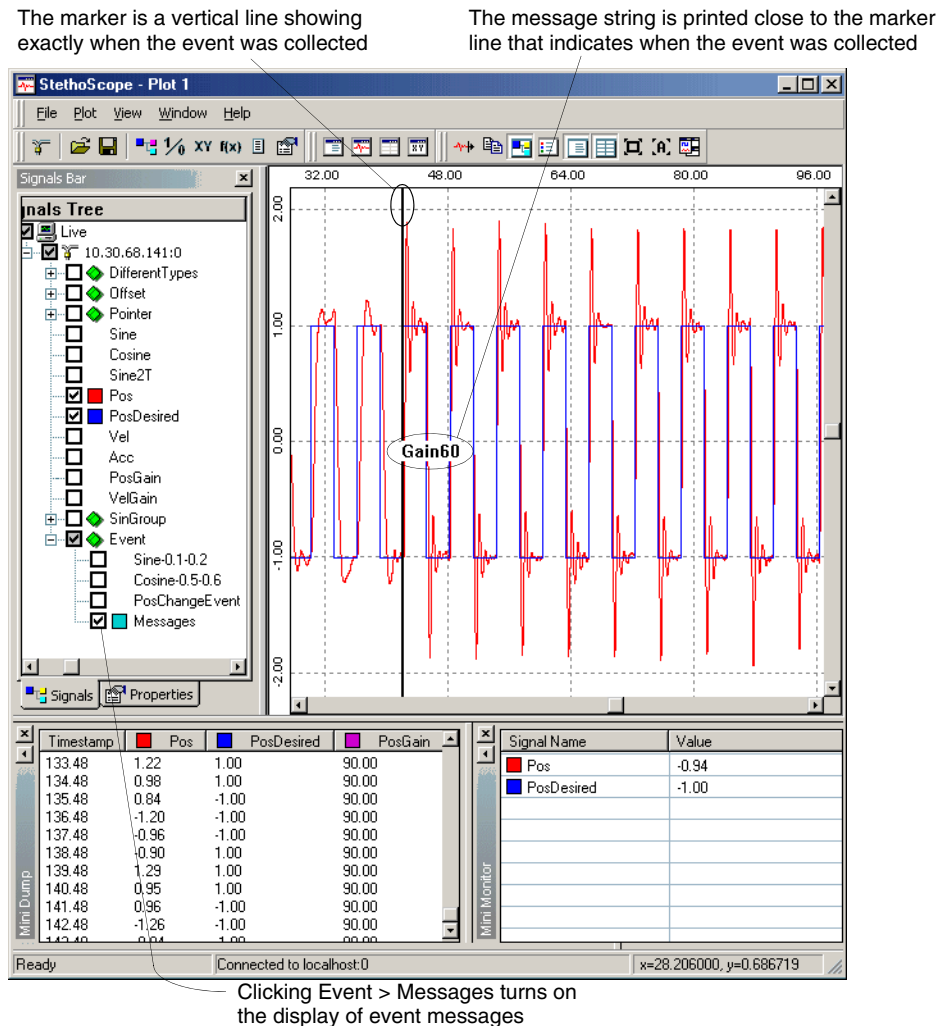 The marker is a vertical line showing
exactly when the event was collected
The message string is printed close to the marker
line that indicates when the event was collected
StethoScope - Plot 1
File Plot View Window Help
XY f(x)
Signals Bar
gnals Tree
Live
10.30.68.141:0
DifferentTypes
Offset
Pointer
Sine
Cosine
Sine2T
Pos
PosDesired
Vel
Acc
PosGain
VelGain
SinGroup
Event
Sine-0.1-0.2
Cosine-0.5-0.6
PosChangeEvent
Messages
Signals Properties
32.00 48.00 64.00 80.00 96.00
2.00
1.00
0.00
-1.00
-2.00
Gain60
Mini Dump
Timestamp Pos PosDesired PosGain
133.48 1.22 1.00 90.00
134.48 0.98 1.00 90.00
135.48 0.84 -1.00 90.00
136.48 -1.20 -1.00 90.00
137.48 -0.96 -1.00 90.00
138.48 -0.90 1.00 90.00
139.48 1.29 1.00 90.00
140.48 0.95 1.00 90.00
141.48 0.96 -1.00 90.00
142.48 -1.26 -1.00 90.00
Mini Monitor
Signal Name Value
Pos -0.94
PosDesired -1.00
Ready Connected to localhost:0 x=28.206000, y=0.686719
Clicking Event > Messages turns on
the display of event messages